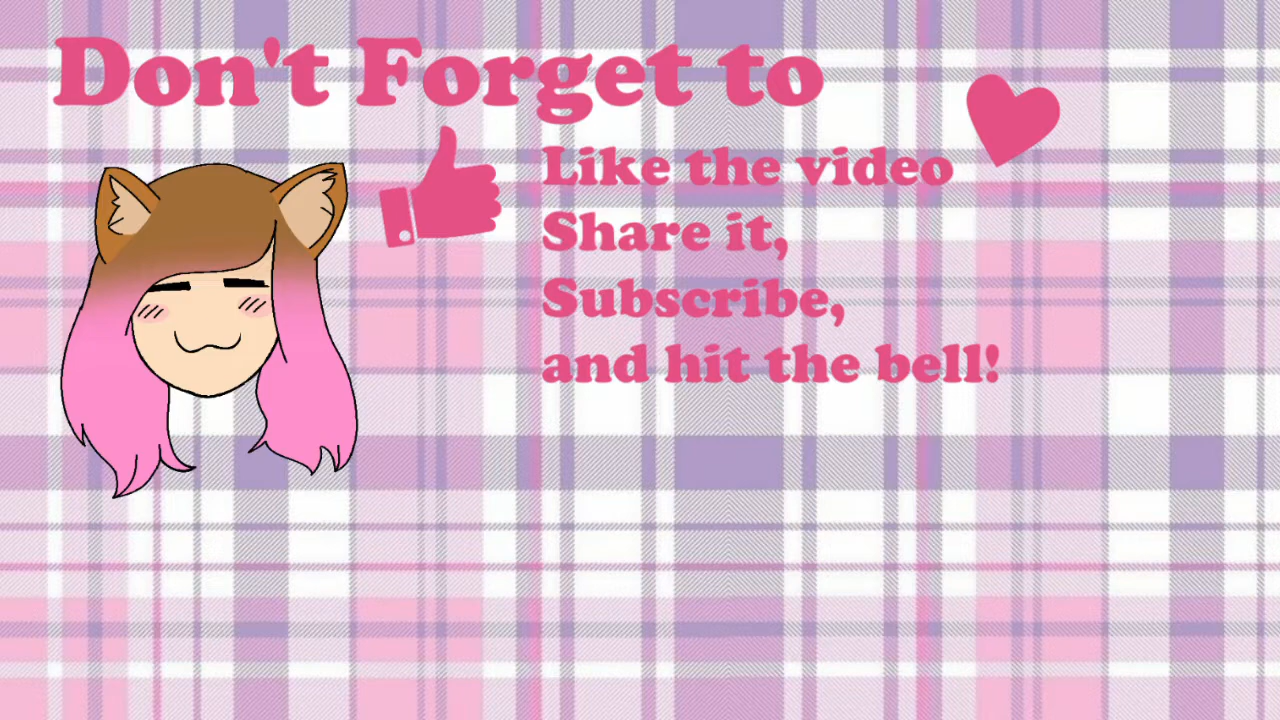 Don't Forget to
Like the video
Share it,
Subscribe,
and hit the bell!